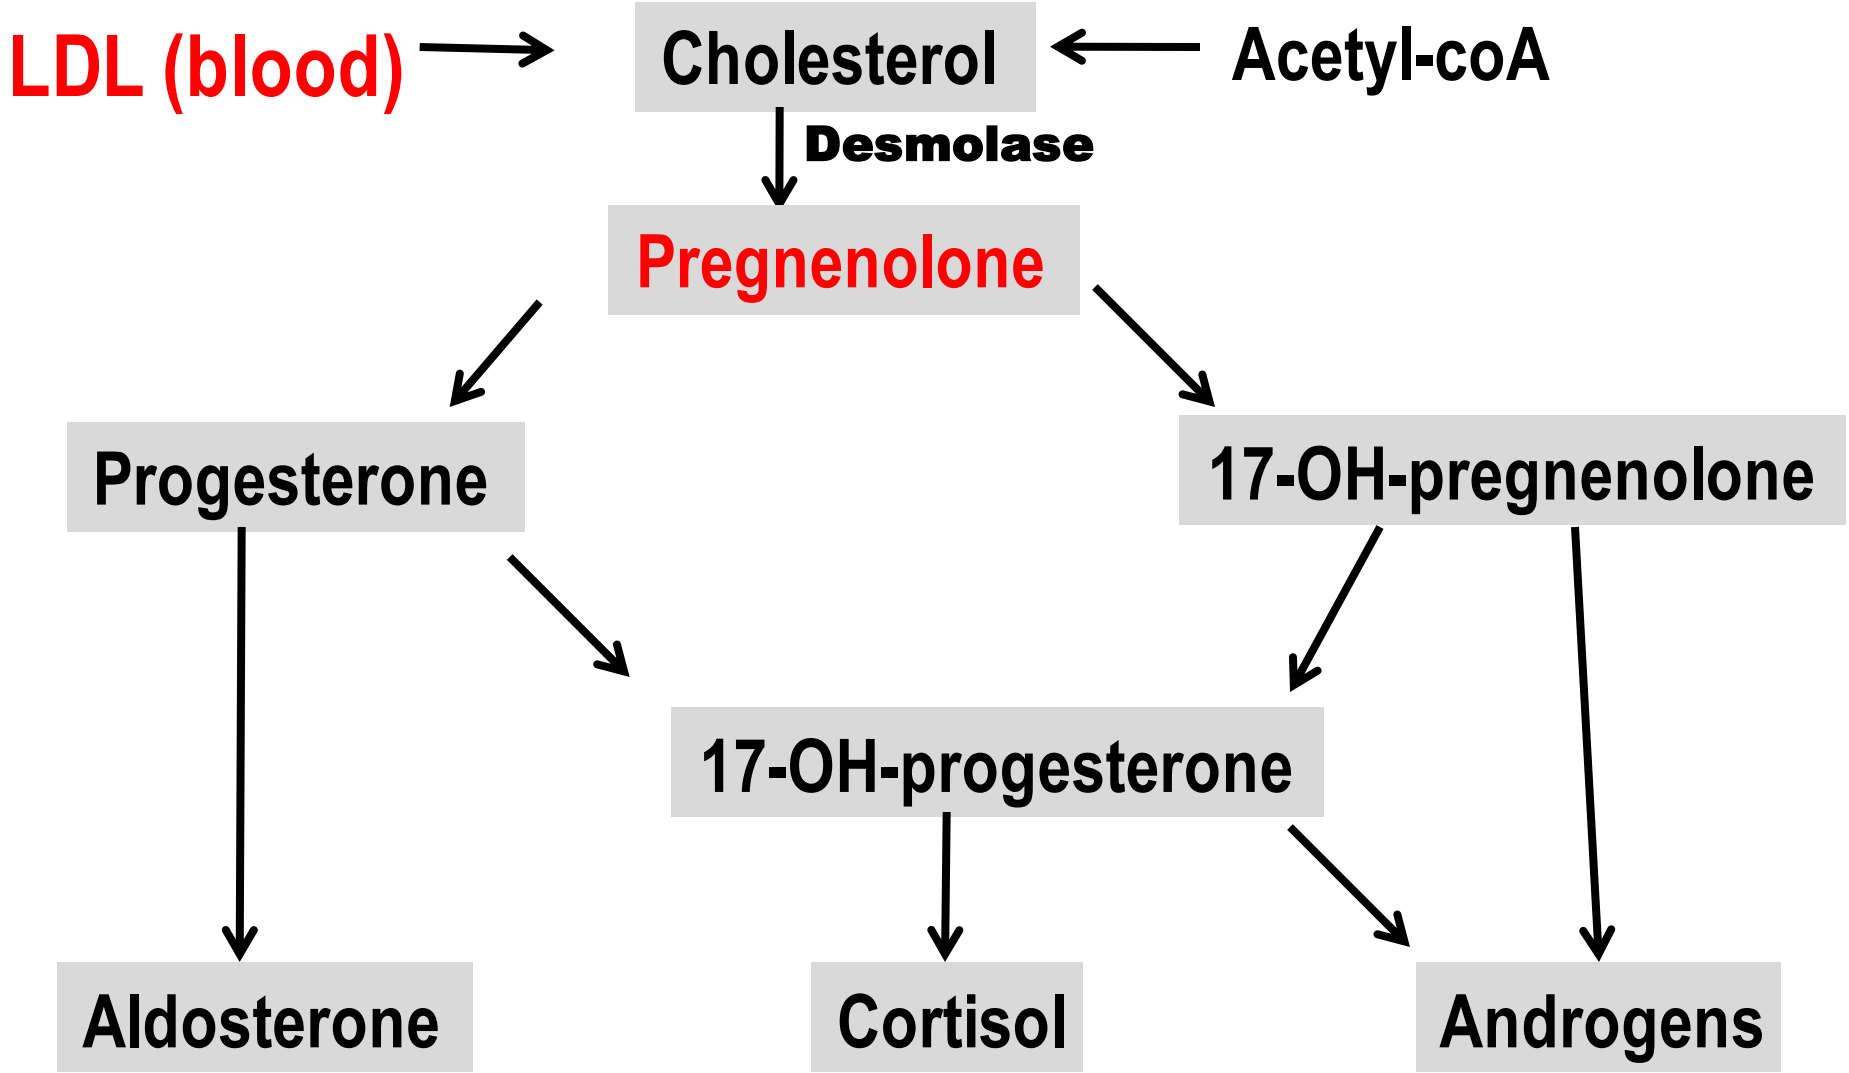 LDL (blood)
Cholesterol
Acetyl-coA
Desmolase
Pregnenolone
Progesterone
17-OH-pregnenolone
17-OH-progesterone
Aldosterone
Cortisol
Androgens